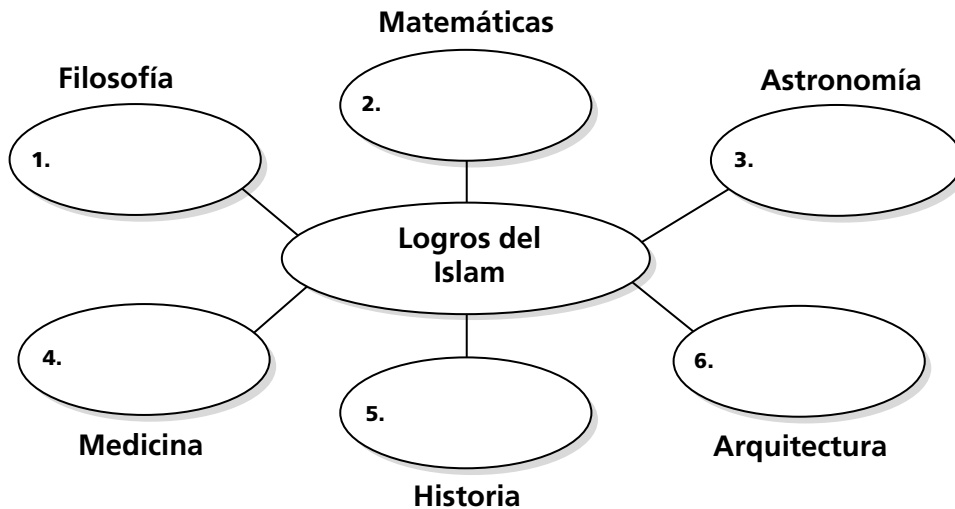 Matemáticas
Filosofía
Astronomía
1.
2.
3.
Logros del
Islam
4.
5.
6.
Medicina
Historia
Arquitectura